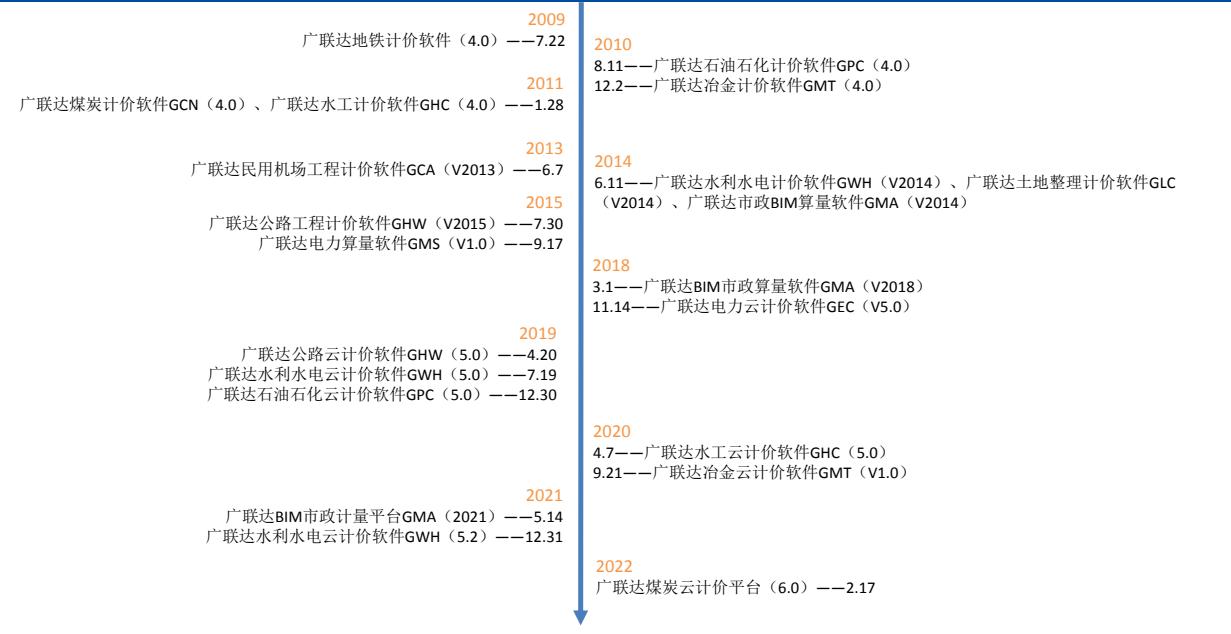 2009
广联达地铁计价软件（4.0）——7.22
2010
8.11——广联达石油石化计价软件GPC（4.0）
12.2——广联达冶金计价软件GMT（4.0）
2011
广联达煤炭计价软件GCN（4.0）、广联达水工计价软件GHC（4.0）——1.28
2013
广联达民用机场工程计价软件GCA（V2013）——6.7
2014
6.11——广联达水利水电计价软件GWH（V2014）、广联达土地整理计价软件GLC
（V2014）、广联达市政BIM算量软件GMA（V2014）
2015
广联达公路工程计价软件GHW（V2015）——7.30
广联达电力算量软件GMS（V1.0）——9.17
2018
3.1——广联达BIM市政算量软件GMA（V2018）
11.14——广联达电力云计价软件GEC（V5.0）
2019
广联达公路云计价软件GHW（5.0）——4.20
广联达水利水电云计价软件GWH（5.0）——7.19
广联达石油石化云计价软件GPC（5.0）——12.30
2020
4.7——广联达水工云计价软件GHC（5.0）
9.21——广联达冶金云计价软件GMT（V1.0）
2021
广联达BIM市政计量平台GMA（2021）——5.14
广联达水利水电云计价软件GWH（5.2）——12.31
2022
广联达煤炭云计价平台（6.0）——2.17